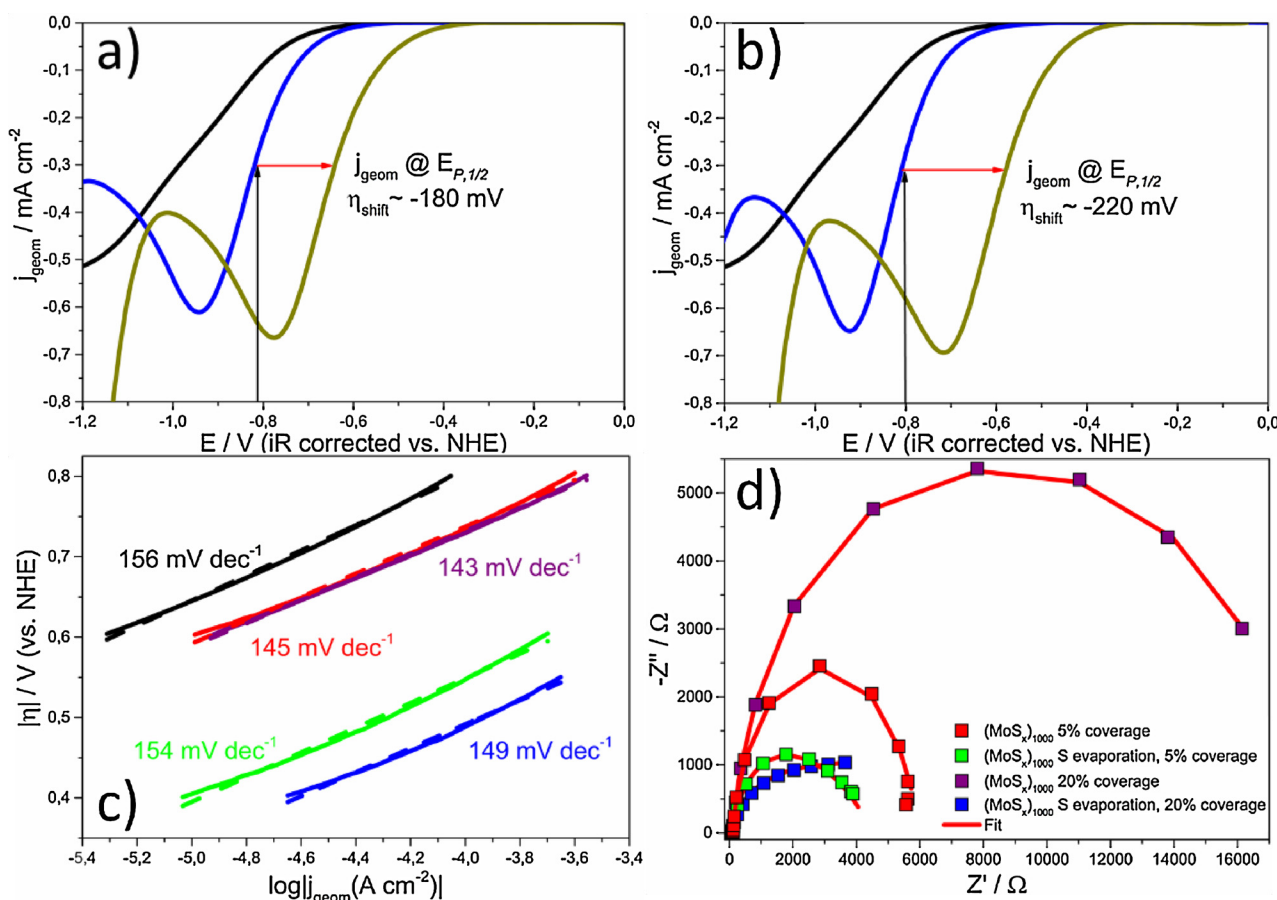 a)
0,0
-0,1
-0,2
-0,3
-0,4
-0,5
-0,6
-0,7
-0,8
j_geom / mA cm⁻²
j_geom @ E_P,1/2
η_shift~ -180 mV
-1,2 -1,0 -0,8 -0,6 -0,4 -0,2 0,0
E / V (iR corrected vs. NHE)
b)
0,0
-0,1
-0,2
-0,3
-0,4
-0,5
-0,6
-0,7
-0,8
j_geom / mA cm⁻²
j_geom @ E_P,1/2
η_shift~ -220 mV
-1,2 -1,0 -0,8 -0,6 -0,4 -0,2 0,0
E / V (iR corrected vs. NHE)
c)
0,8
0,7
0,6
0,5
0,4
|η| / V (vs. NHE)
156 mV dec⁻¹
143 mV dec⁻¹
145 mV dec⁻¹
154 mV dec⁻¹
149 mV dec⁻¹
-5,4 -5,2 -5,0 -4,8 -4,6 -4,4 -4,2 -4,0 -3,8 -3,6 -3,4
log|j_geom(A cm⁻²)|
d)
5000
4000
3000
2000
1000
0
-Z'' / Ω
(MoSₓ)₁₀₀₀ 5% coverage
(MoSₓ)₁₀₀₀ S evaporation, 5% coverage
(MoSₓ)₁₀₀₀ 20% coverage
(MoSₓ)₁₀₀₀ S evaporation, 20% coverage
Fit
0 2000 4000 6000 8000 10000 12000 14000 16000
Z' / Ω